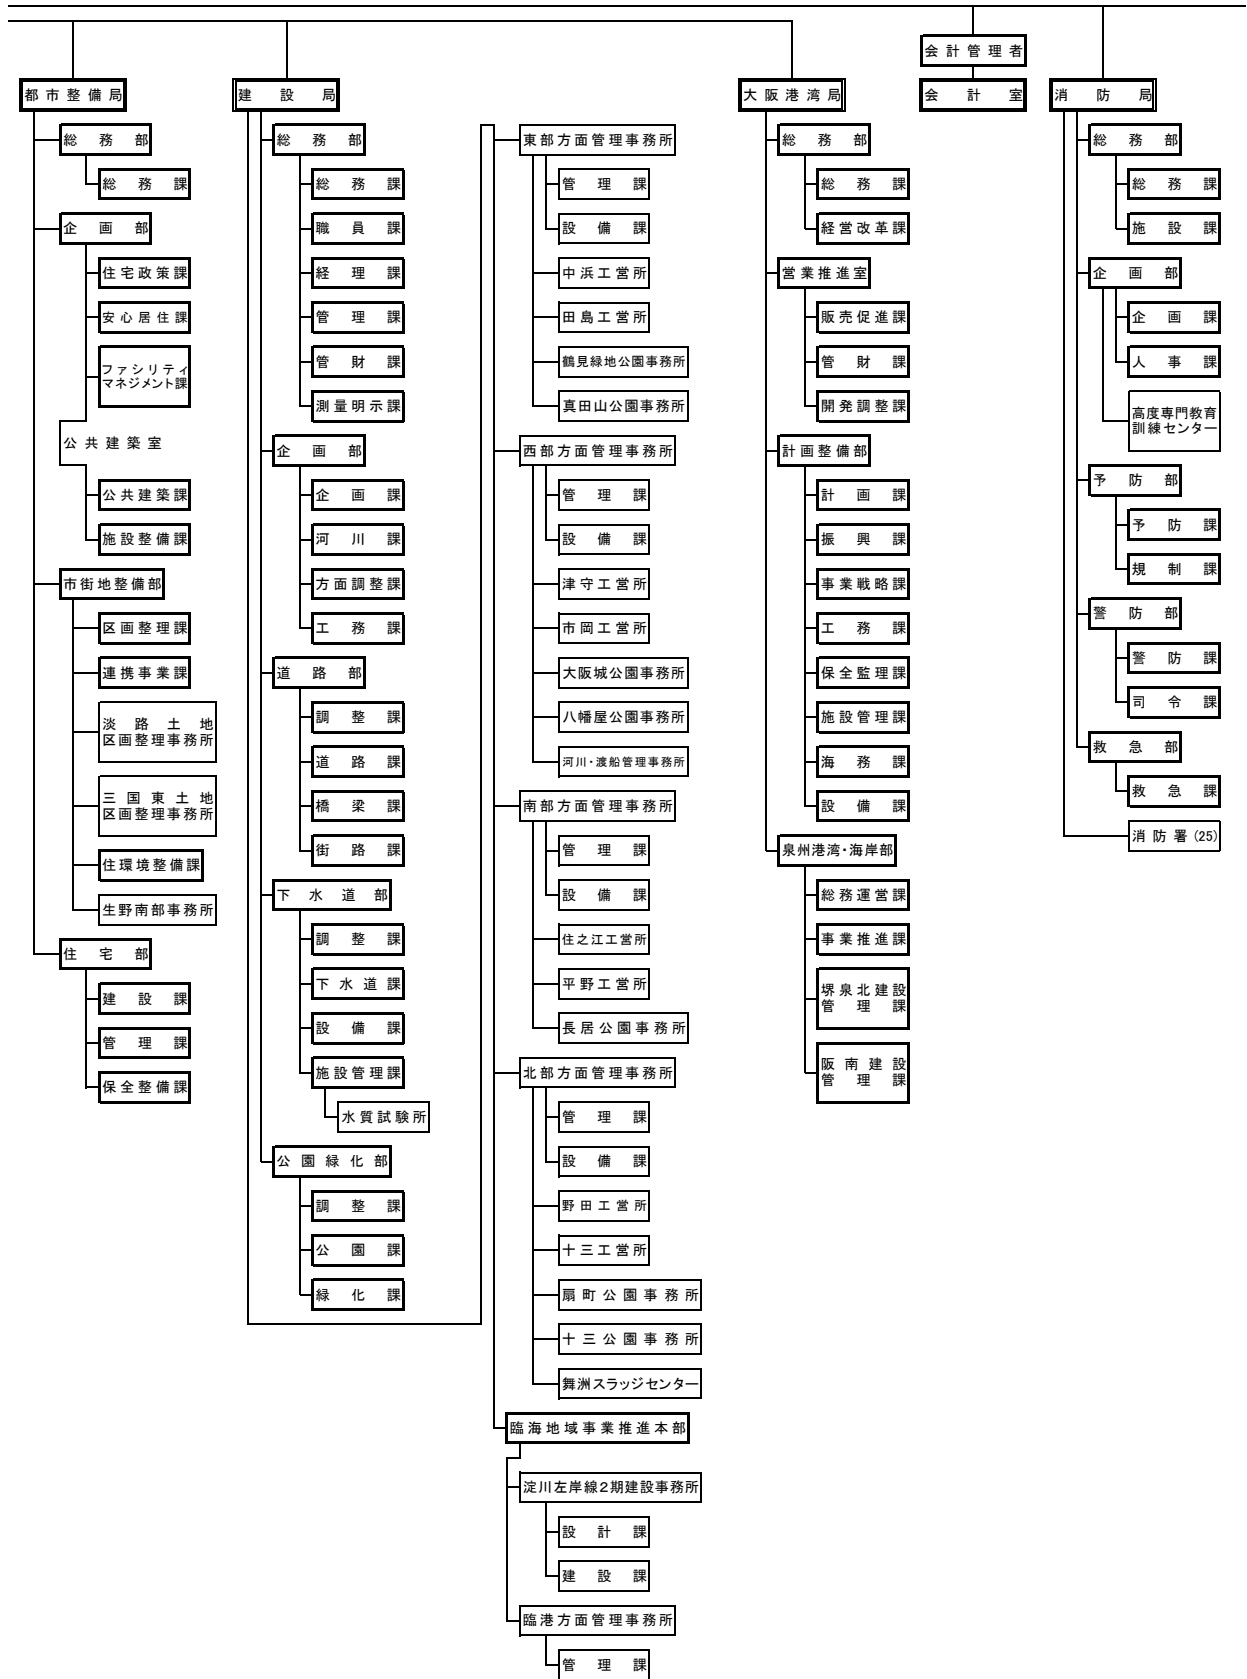 会計管理者
都市整備局
総務部
総務課
企画部
住宅政策課
安心居住課
ファシリティ
マネジメント課
公共建築室
公共建築課
施設整備課
市街地整備部
区画整理課
連携事業課
淡路土地
区画整理事務所
三国東土地
区画整理事務所
住環境整備課
生野南部事務所
住宅部
建設課
管理課
保全整備課
建設局
総務部
総務課
職員課
経理課
管理課
管財課
測量明示課
企画部
企画課
河川課
方面調整課
工務課
道路部
調整課
道路課
橋梁課
街路課
下水道部
調整課
下水道課
設備課
施設管理課
水質試験所
公園緑化部
調整課
公園課
緑化課
東部方面管理事務所
管理課
設備課
中浜工営所
田島工営所
鶴見緑地公園事務所
真田山公園事務所
西部方面管理事務所
管理課
設備課
津守工営所
市岡工営所
大阪城公園事務所
八幡屋公園事務所
河川・渡船管理事務所
南部方面管理事務所
管理課
設備課
住之江工営所
平野工営所
長居公園事務所
北部方面管理事務所
管理課
設備課
野田工営所
十三工営所
扇町公園事務所
十三公園事務所
舞洲スラッジセンター
臨海地域事業推進本部
淀川左岸線2期建設事務所
設計課
建設課
臨港方面管理事務所
管理課
大阪港湾局
総務部
総務課
経営改革課
営業推進室
販売促進課
管財課
開発調整課
計画整備部
計画課
振興課
事業戦略課
工務課
保全監理課
施設管理課
海務課
設備課
泉州港湾・海岸部
総務運営課
事業推進課
堺泉北建設
管理課
阪南建設
管理課
会計室
消防局
総務部
総務課
施設課
企画部
企画課
人事課
高度専門教育
訓練センター
予防部
予防課
規制課
警防部
警防課
司令課
救急部
救急課
消防署(25)